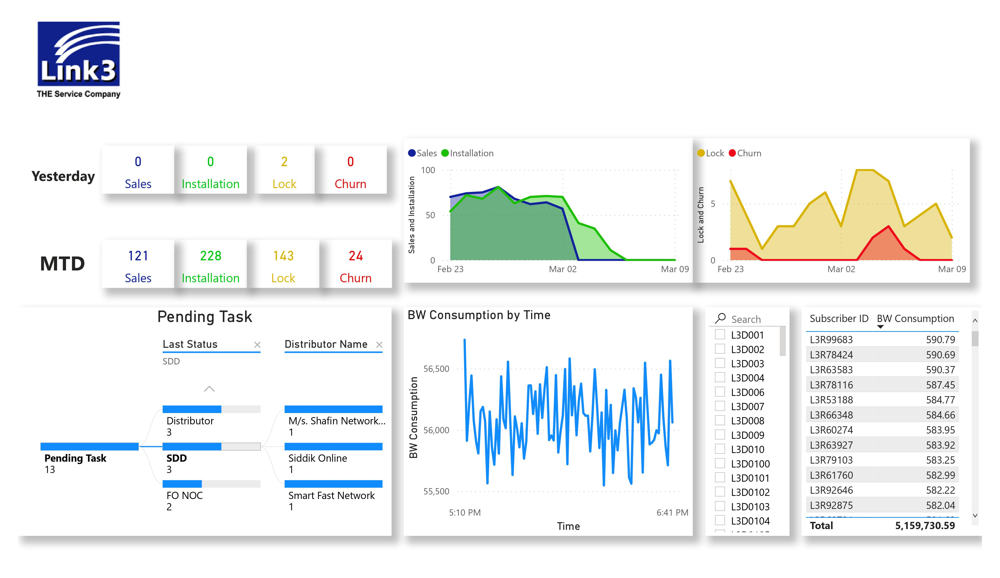 Link3
THE Service Company
Yesterday
0
Sales
0
Installation
2
Lock
0
Churn
MTD
121
Sales
228
Installation
143
Lock
24
Churn
Sales Installation
Sales and Installation
100
50
0
Feb 23
Mar 02
Mar 09
Lock Churn
Lock and Churn
5
0
Feb 23
Mar 02
Mar 09
Pending Task
Last Status
SDD
Distributor Name
Pending Task
13
Distributor
3
SDD
3
FO NOC
2
M/s. Shafin Network...
1
Siddik Online
1
Smart Fast Network
1
BW Consumption by Time
BW Consumption
56,500
56,000
55,500
5:10 PM
6:41 PM
Time
Search
L3D001
L3D002
L3D003
L3D004
L3D006
L3D007
L3D008
L3D009
L3D010
L3D0100
L3D0101
L3D0102
L3D0103
L3D0104
Subscriber ID BW Consumption
L3R99683 590.79
L3R78424 590.69
L3R63583 590.37
L3R78116 587.45
L3R53188 584.77
L3R66348 584.66
L3R60274 583.95
L3R63927 583.92
L3R79103 583.25
L3R61760 582.99
L3R92646 582.22
L3R92875 582.04
Total 5,159,730.59